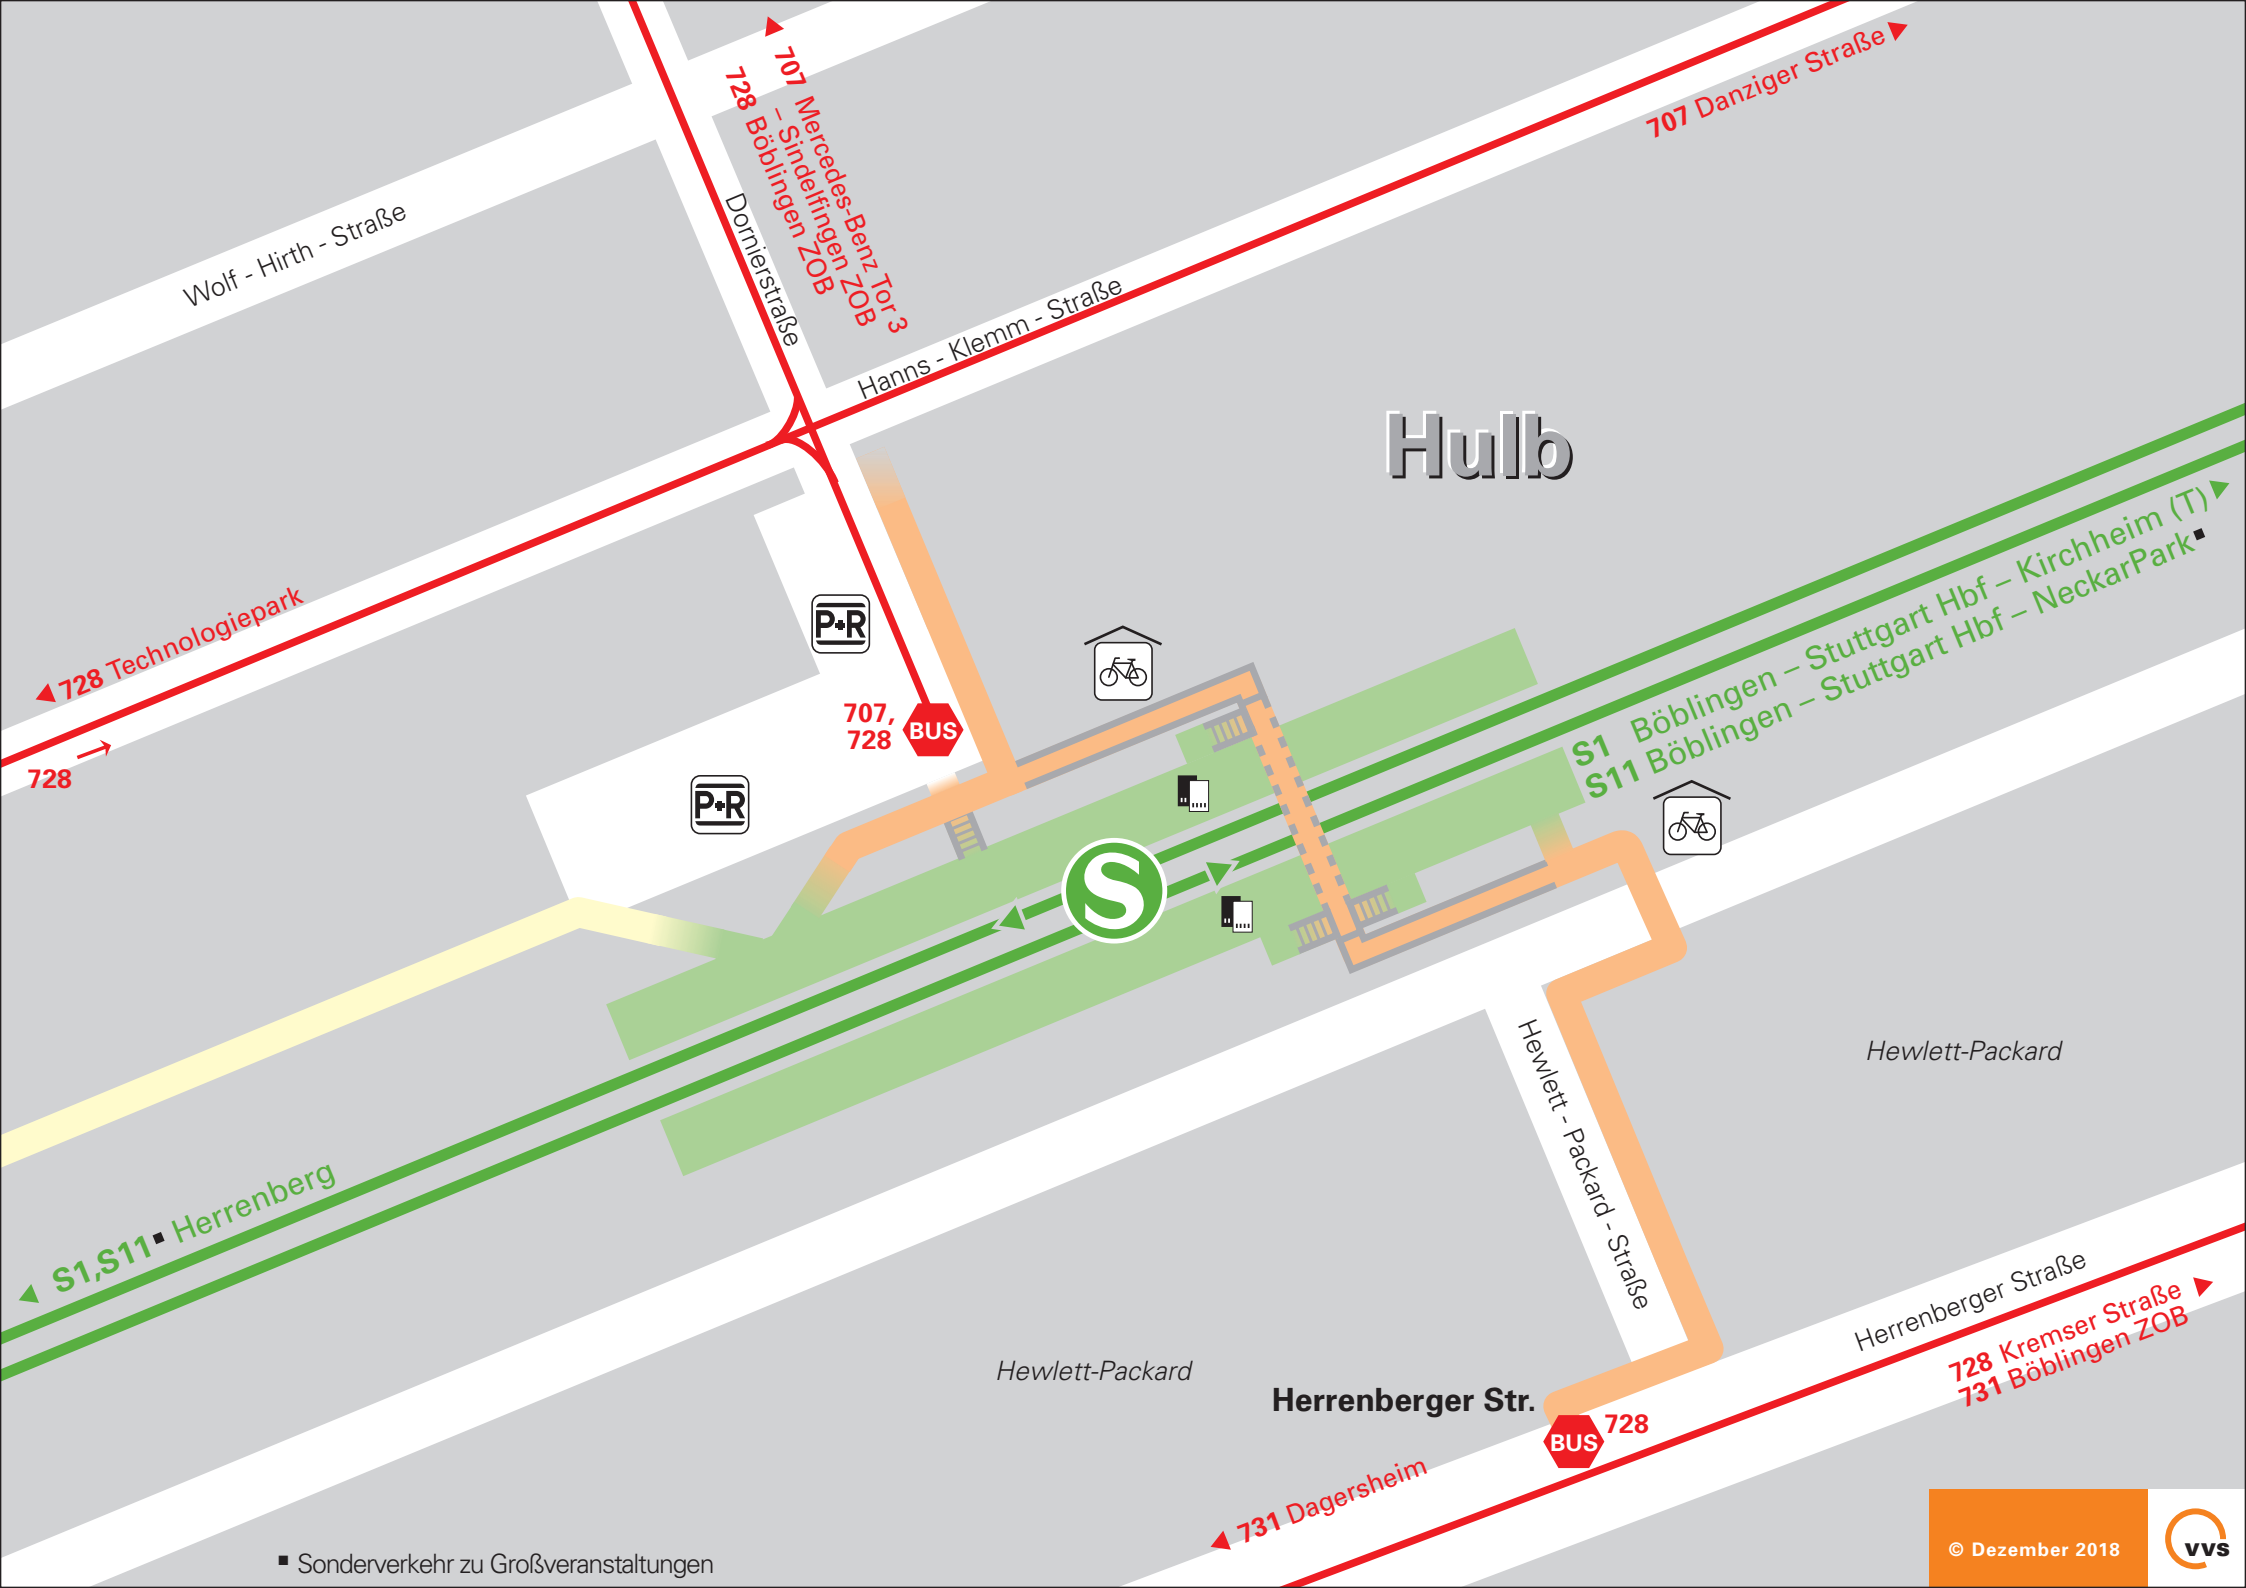 707 Mercedes-Benz Tor 3
– Sindelfingen ZOB
728 Böblingen ZOB
707 Danziger Straße
Wolf - Hirth - Straße
Dornierstraße
Hanns - Klemm - Straße
Hulb
728 Technologiepark
728
P+R
707,
728
BUS
P+R
S1 Böblingen – Stuttgart Hbf – Kirchheim (T)
S11 Böblingen – Stuttgart Hbf – NeckarPark▪
S
S1,S11▪ Herrenberg
Hewlett - Packard - Straße
Hewlett-Packard
Hewlett-Packard
Herrenberger Straße
728 Kremser Straße
731 Böblingen ZOB
Herrenberger Str.
BUS
728
731 Dagersheim
▪ Sonderverkehr zu Großveranstaltungen
© Dezember 2018
vvs